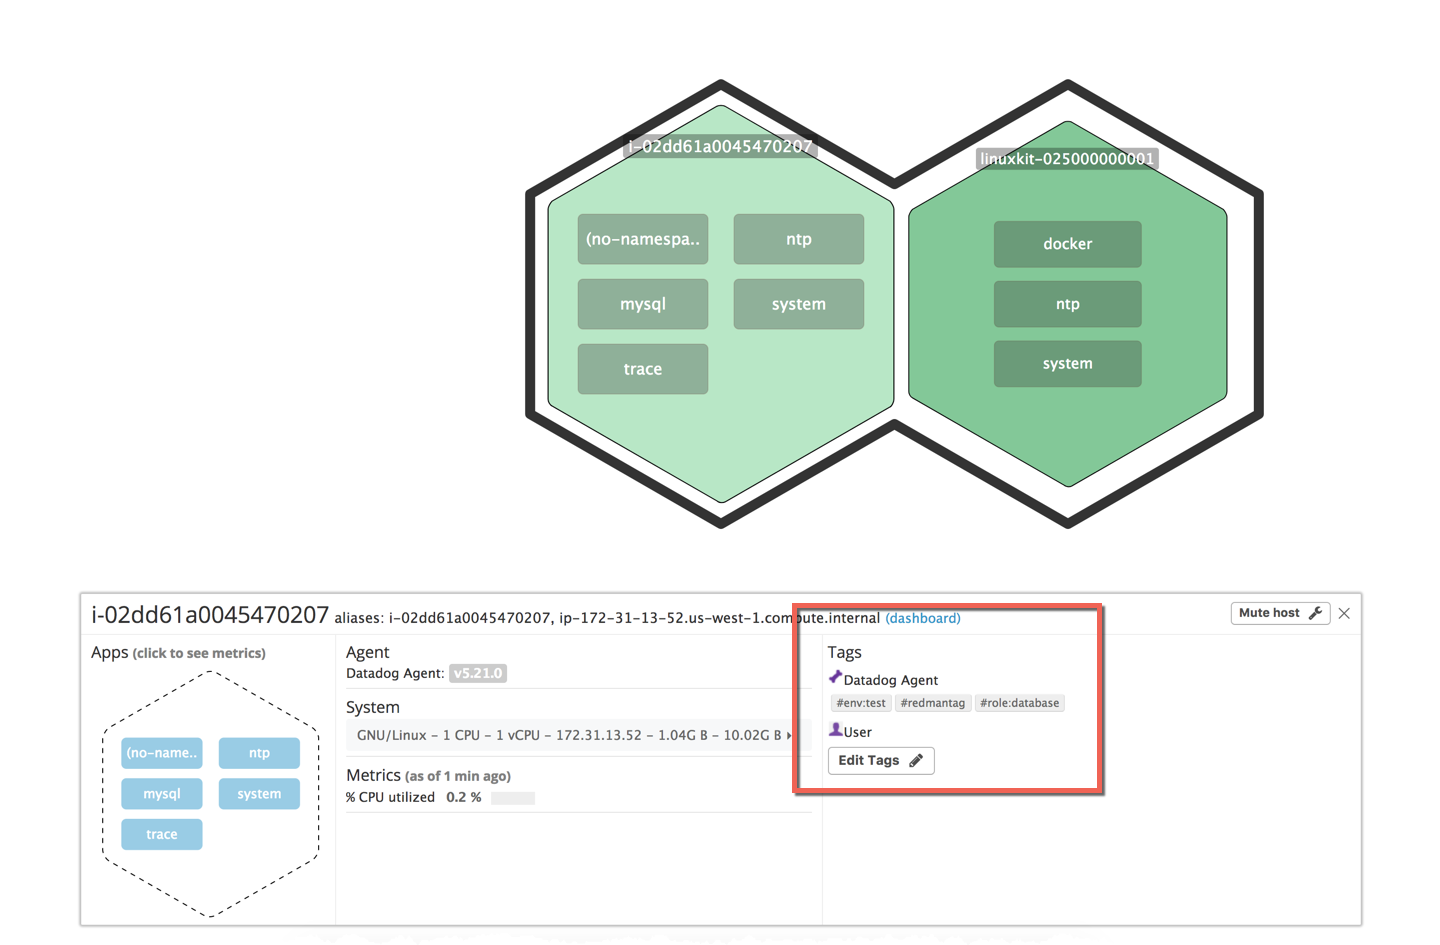 i-02dd61a0045470207
(no-namespa.. ntp
mysql system
trace
linuxkit-025000000001
docker
ntp
system
i-02dd61a0045470207 aliases: i-02dd61a0045470207, ip-172-31-13-52.us-west-1.compute.internal (dashboard)
Mute host
Apps (click to see metrics)
(no-name.. ntp
mysql system
trace
Agent
Datadog Agent: v5.21.0
System
GNU/Linux – 1 CPU – 1 vCPU – 172.31.13.52 – 1.04G B – 10.02G B
Metrics (as of 1 min ago)
% CPU utilized 0.2 %
Tags
Datadog Agent
#env:test #redmantag #role:database
User
Edit Tags